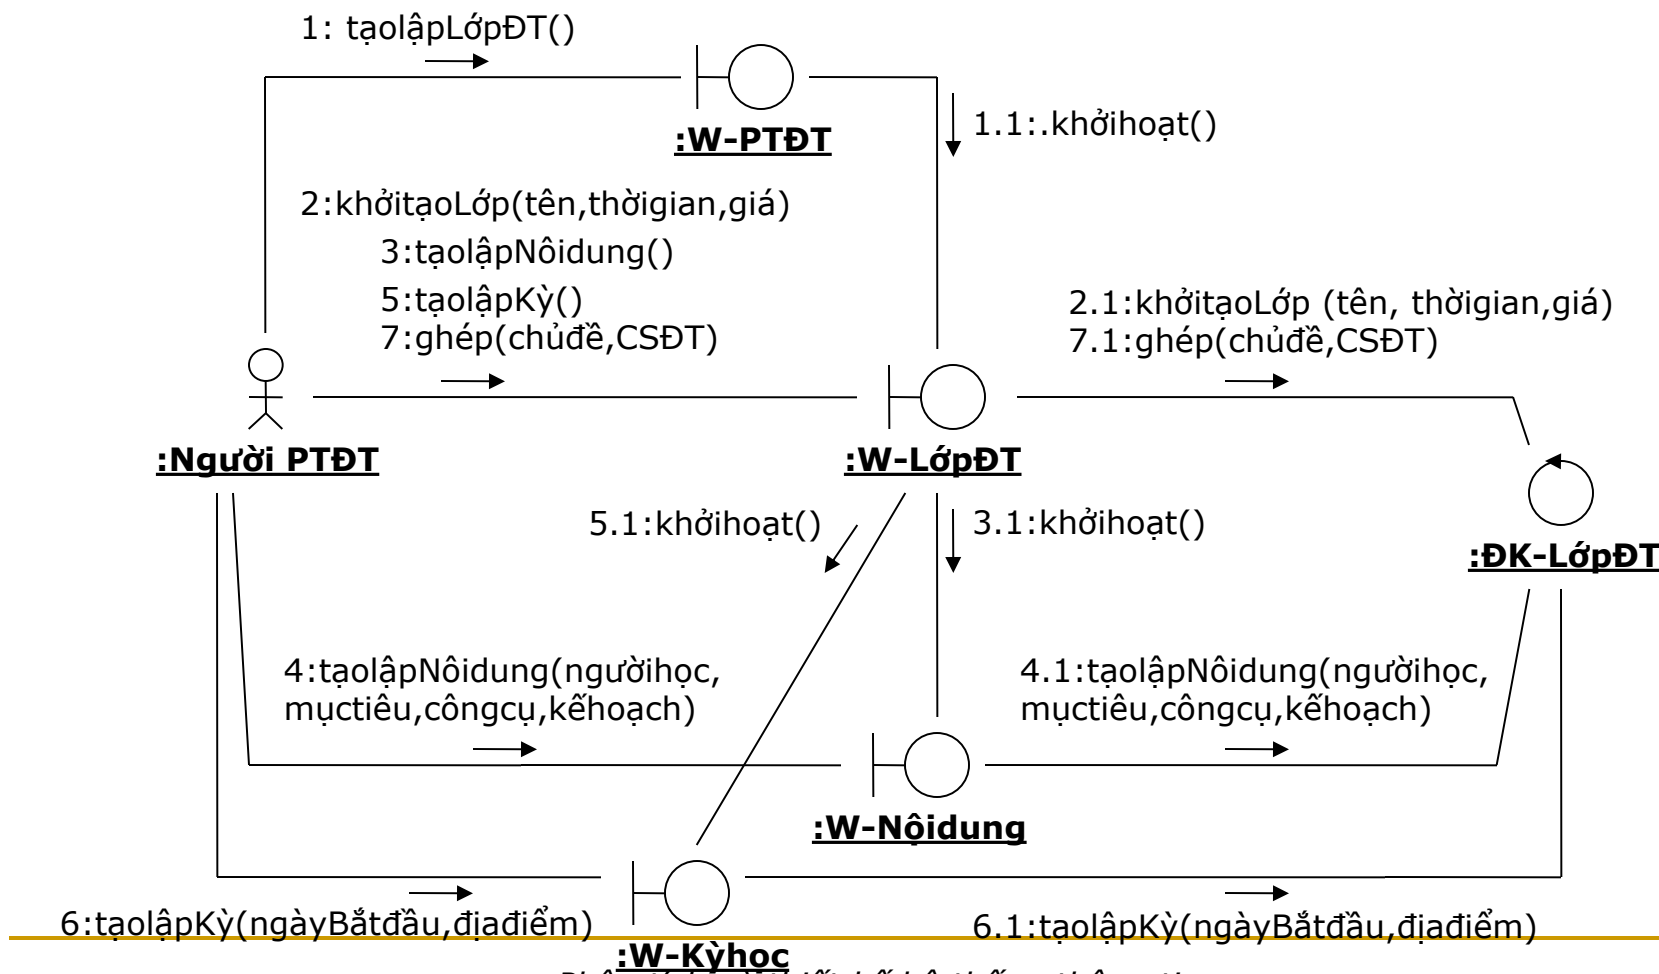 1: tạolậpLớpĐT()
:W-PTĐT
1.1:.khởihoạt()
2:khởitạoLớp(tên,thờigian,giá)
3:tạolậpNôidung()
5:tạolậpKỳ()
7:ghép(chủđề,CSĐT)
2.1:khởitạoLớp (tên, thờigian,giá)
7.1:ghép(chủđề,CSĐT)
:Người PTĐT
:W-LớpĐT
5.1:khởihoạt()
3.1:khởihoạt()
:ĐK-LớpĐT
4:tạolậpNôidung(ngườihọc,
mụctiêu,côngcụ,kếhoạch)
4.1:tạolậpNôidung(ngườihọc,
mụctiêu,côngcụ,kếhoạch)
:W-Nộidung
6:tạolậpKỳ(ngàyBắtđầu,địađiểm)
6.1:tạolậpKỳ(ngàyBắtđầu,địađiểm)
:W-Kỳhọc